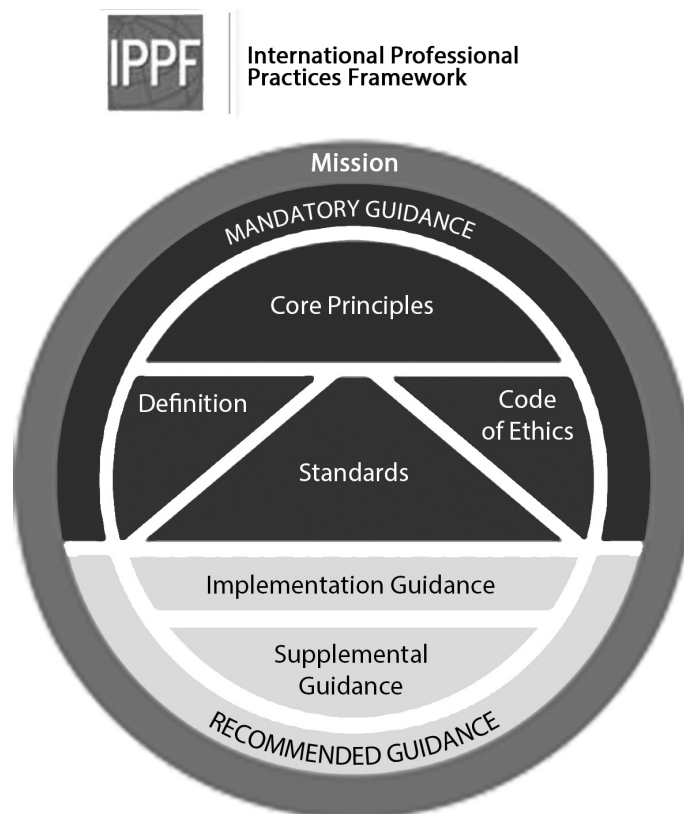 IPPF
International Professional
Practices Framework
Mission
MANDATORY GUIDANCE
Core Principles
Definition
Code
of Ethics
Standards
Implementation Guidance
Supplemental
Guidance
RECOMMENDED GUIDANCE